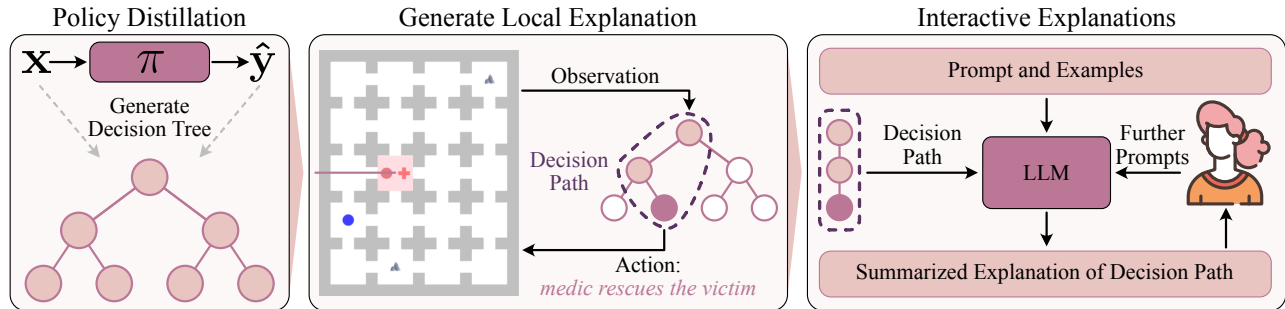 Policy Distillation
x π ŷ
Generate
Decision Tree
Generate Local Explanation
Observation
Decision
Path
Action:
medic rescues the victim
Interactive Explanations
Prompt and Examples
Decision
Path
LLM
Further
Prompts
Summarized Explanation of Decision Path